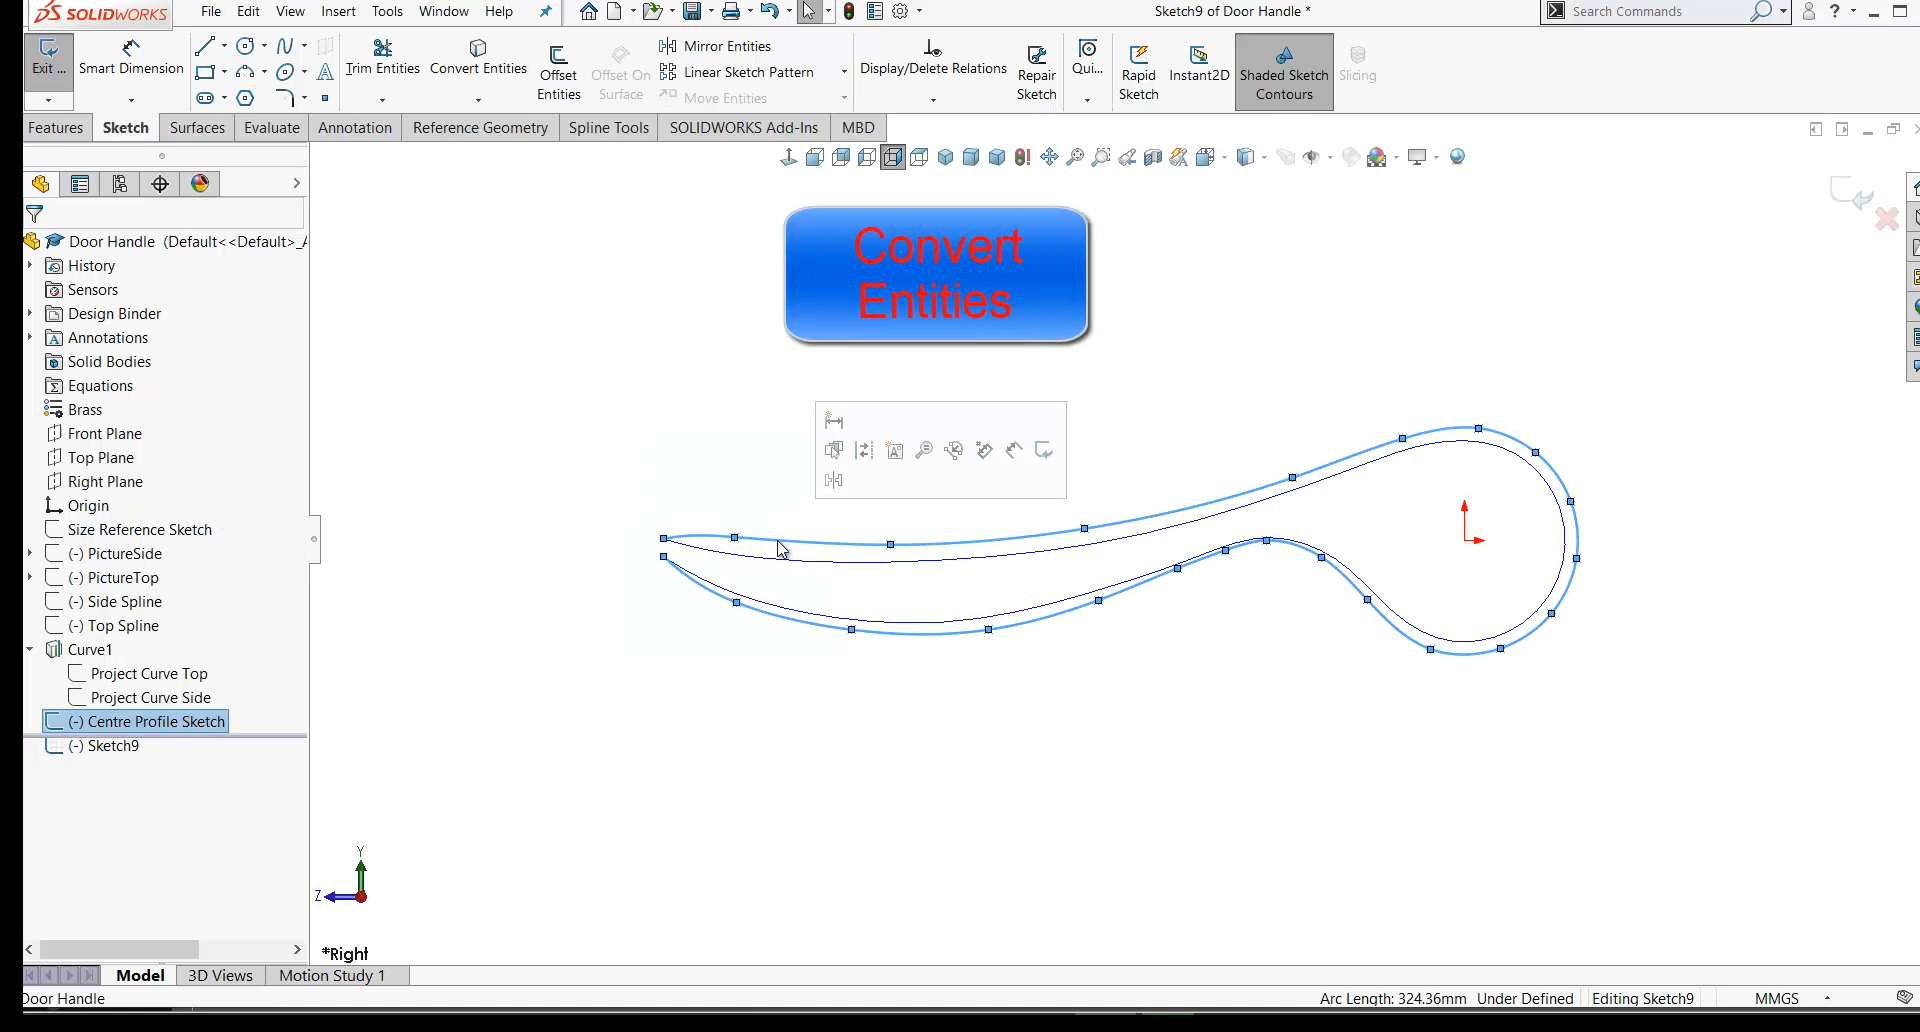 SOLIDWORKS
File Edit View Insert Tools Window Help
Sketch9 of Door Handle *
Search Commands
?
Exit ...
Smart Dimension
Trim Entities
Convert Entities
Offset
Entities
Offset On
Surface
Mirror Entities
Linear Sketch Pattern
Move Entities
Display/Delete Relations
Repair
Sketch
Qui...
Rapid
Sketch
Instant2D
Shaded Sketch
Contours
Slicing
Features Sketch Surfaces Evaluate Annotation Reference Geometry Spline Tools SOLIDWORKS Add-Ins MBD
Convert
Entities
Door Handle (Default<<Default>_A
History
Sensors
Design Binder
Annotations
Solid Bodies
Equations
Brass
Front Plane
Top Plane
Right Plane
Origin
Size Reference Sketch
(-) PictureSide
(-) PictureTop
(-) Side Spline
(-) Top Spline
Curve1
Project Curve Top
Project Curve Side
(-) Centre Profile Sketch
(-) Sketch9
Y
Z
*Right
Model 3D Views Motion Study 1
Door Handle
Arc Length: 324.36mm Under Defined Editing Sketch9 MMGS